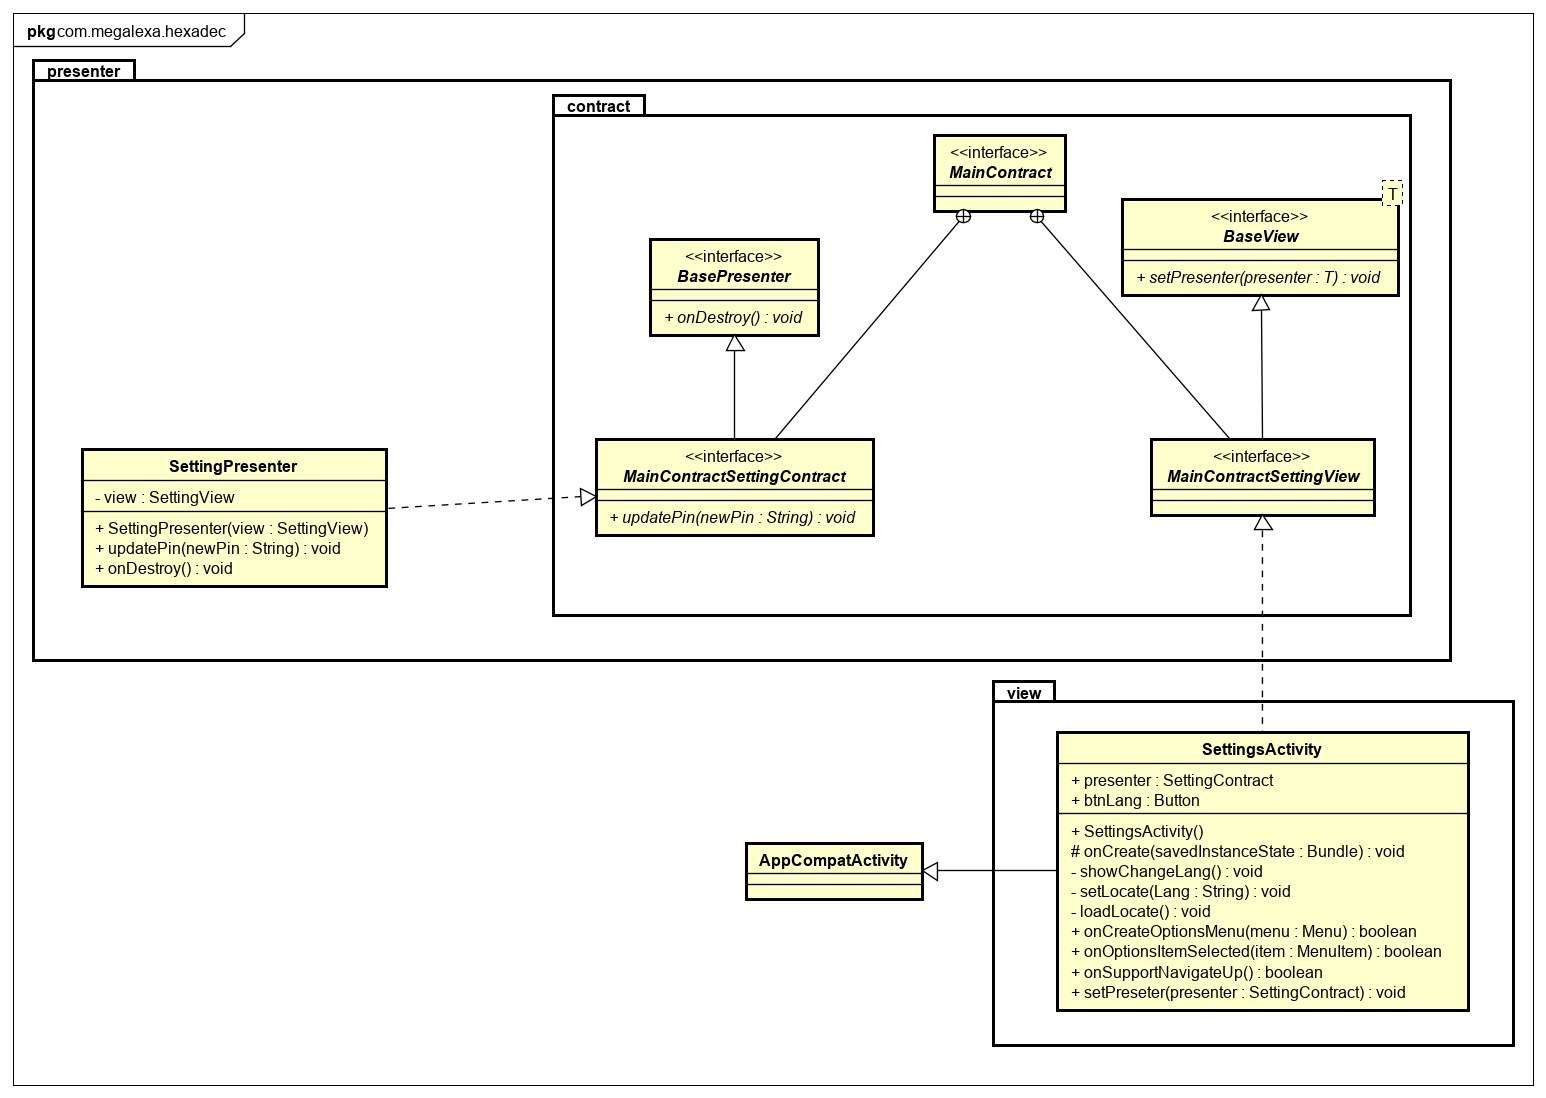 pkg com.megalexa.hexadec
presenter
contract
<<interface>>
MainContract
T
<<interface>>
BaseView
+ setPresenter(presenter : T) : void
<<interface>>
BasePresenter
+ onDestroy() : void
SettingPresenter
- view : SettingView
+ SettingPresenter(view : SettingView)
+ updatePin(newPin : String) : void
+ onDestroy() : void
<<interface>>
MainContractSettingContract
+ updatePin(newPin : String) : void
<<interface>>
MainContractSettingView
view
SettingsActivity
+ presenter : SettingContract
+ btnLang : Button
+ SettingsActivity()
# onCreate(savedInstanceState : Bundle) : void
- showChangeLang() : void
- setLocate(Lang : String) : void
- loadLocate() : void
+ onCreateOptionsMenu(menu : Menu) : boolean
+ onOptionsItemSelected(item : MenuItem) : boolean
+ onSupportNavigateUp() : boolean
+ setPreseter(presenter : SettingContract) : void
AppCompatActivity